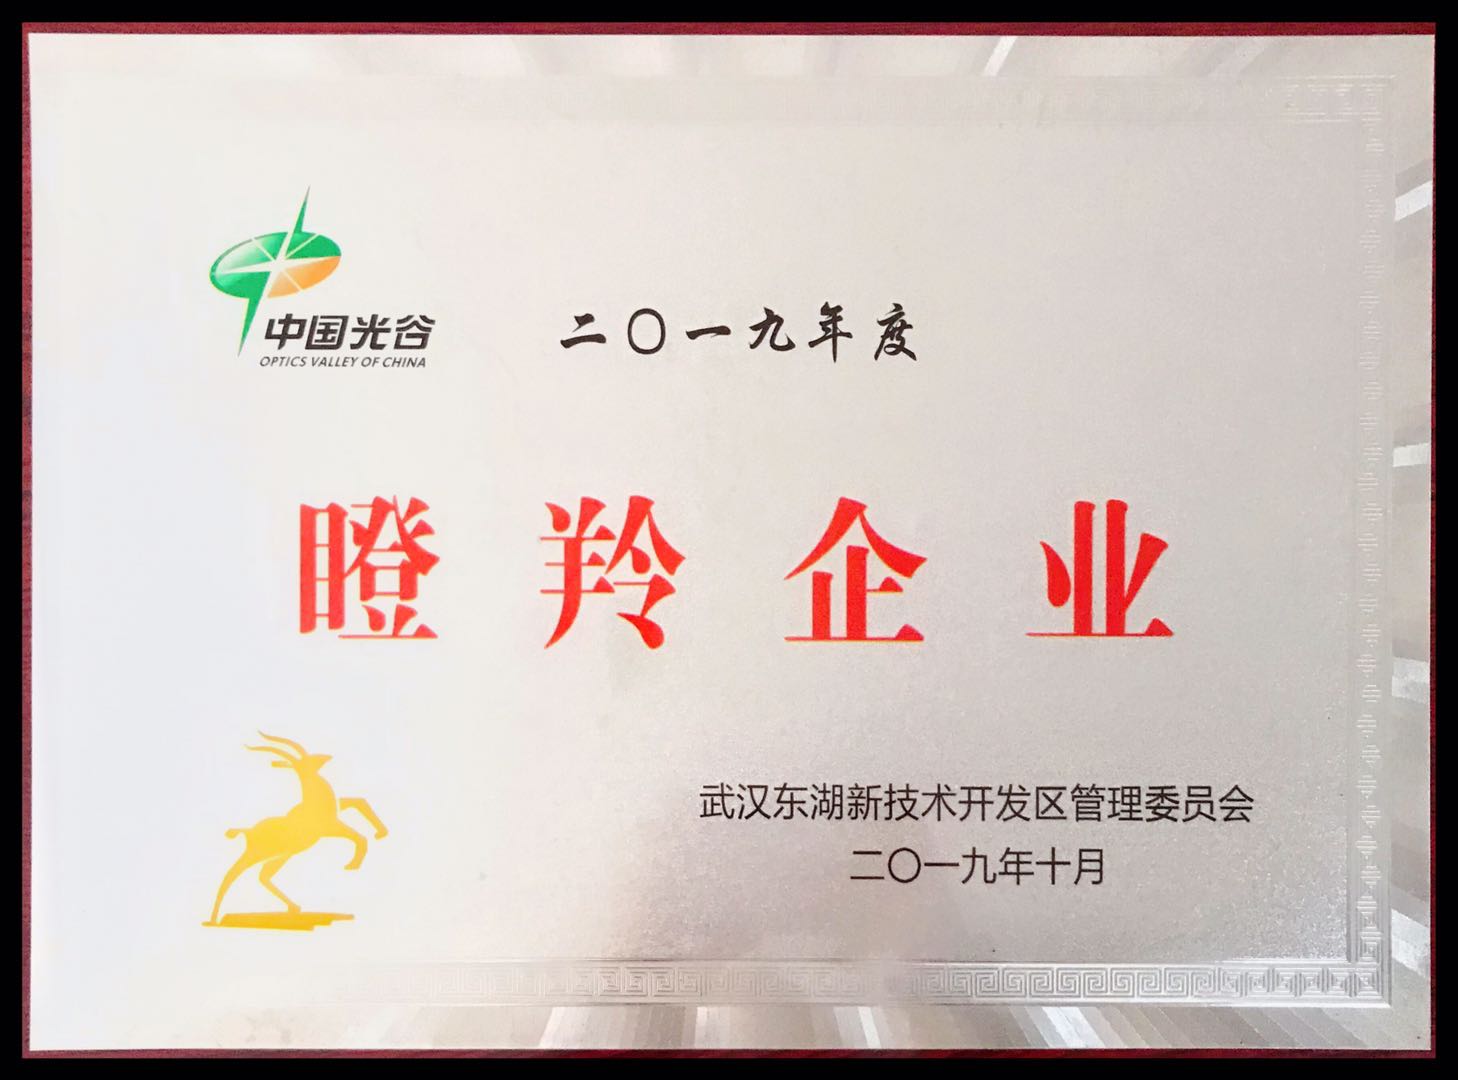 中国光谷
OPTICS VALLEY OF CHINA
二〇一九年度
瞪羚企业
武汉东湖新技术开发区管理委员会
二〇一九年十月